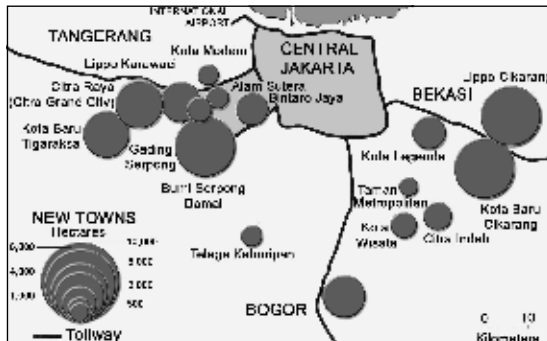 INTERNATIONAL
AIRPORT
TANGERANG
Kota Modern
CENTRAL
JAKARTA
Lippo Karawaci
Citra Raya
(Citra Grand City)
Alam Sutera
Bintaro Jaya
Lippo Cikarang
BEKASI
Kota Baru
Tigaraksa
Gading
Serpong
Kota Legenda
Bumi Serpong
Damai
Taman
Metropolitan
Kota Baru
Cikarang
Kota
Wisata
Citra Indah
NEW TOWNS
Hectares
10,000
5,000
3,000
500
6,000
4,000
1,000
Telaga Kahuripan
BOGOR
Tollway
0 10
Kilometers